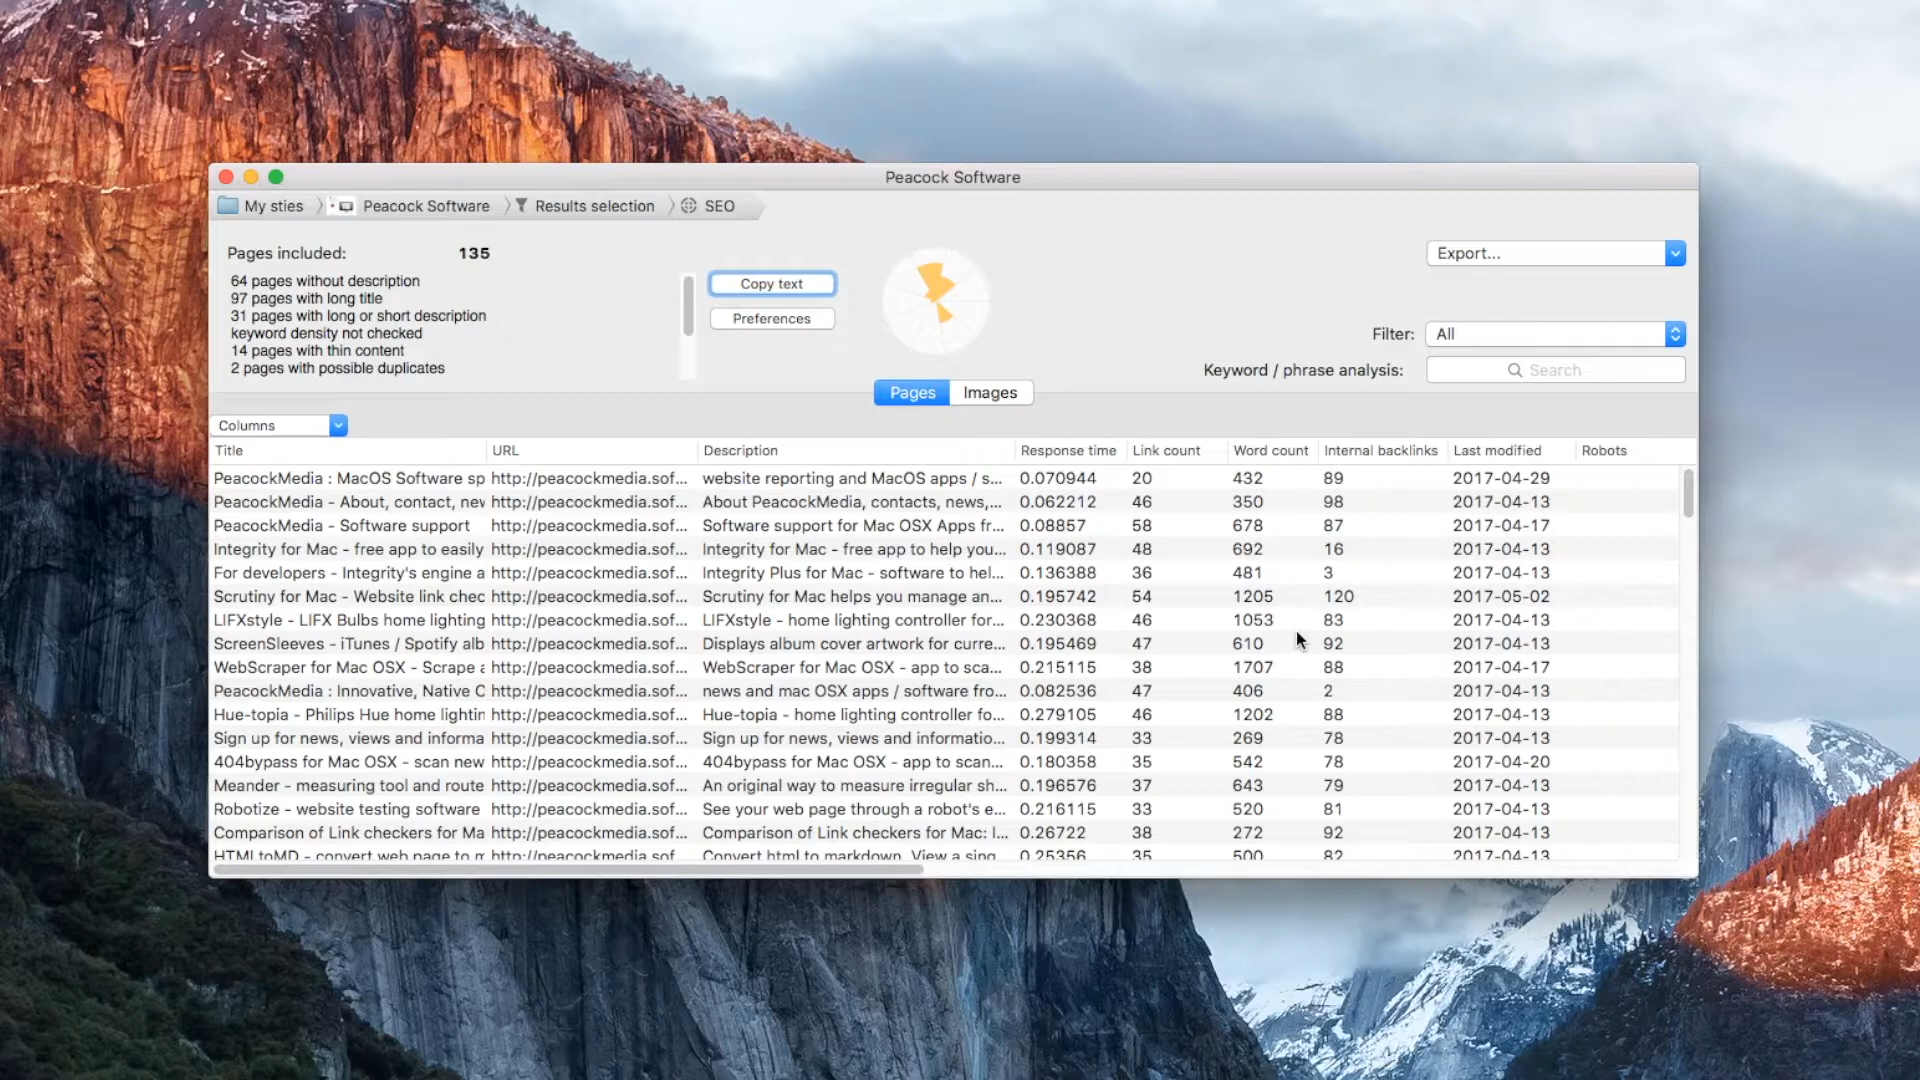 Peacock Software
My sties Peacock Software Results selection SEO
Pages included: 135
64 pages without description
97 pages with long title
31 pages with long or short description
keyword density not checked
14 pages with thin content
2 pages with possible duplicates
Copy text
Preferences
Export...
Filter: All
Keyword / phrase analysis: Search
Pages Images
Columns
Title URL Description Response time Link count Word count Internal backlinks Last modified Robots
PeacockMedia : MacOS Software sp http://peacockmedia.sof... website reporting and MacOS apps / s... 0.070944 20 432 89 2017-04-29
PeacockMedia - About, contact, nev http://peacockmedia.sof... About PeacockMedia, contacts, news,... 0.062212 46 350 98 2017-04-13
PeacockMedia - Software support http://peacockmedia.sof... Software support for Mac OSX Apps fr... 0.08857 58 678 87 2017-04-17
Integrity for Mac - free app to easily http://peacockmedia.sof... Integrity for Mac - free app to help you... 0.119087 48 692 16 2017-04-13
For developers - Integrity's engine a http://peacockmedia.sof... Integrity Plus for Mac - software to hel... 0.136388 36 481 3 2017-04-13
Scrutiny for Mac - Website link chec http://peacockmedia.sof... Scrutiny for Mac helps you manage an... 0.195742 54 1205 120 2017-05-02
LIFXstyle - LIFX Bulbs home lighting http://peacockmedia.sof... LIFXstyle - home lighting controller for... 0.230368 46 1053 83 2017-04-13
ScreenSleeves - iTunes / Spotify alb http://peacockmedia.sof... Displays album cover artwork for curre... 0.195469 47 610 92 2017-04-13
WebScraper for Mac OSX - Scrape a http://peacockmedia.sof... WebScraper for Mac OSX - app to sca... 0.215115 38 1707 88 2017-04-17
PeacockMedia : Innovative, Native C http://peacockmedia.sof... news and mac OSX apps / software fro... 0.082536 47 406 2 2017-04-13
Hue-topia - Philips Hue home lightin http://peacockmedia.sof... Hue-topia - home lighting controller fo... 0.279105 46 1202 88 2017-04-13
Sign up for news, views and informa http://peacockmedia.sof... Sign up for news, views and informatio... 0.199314 33 269 78 2017-04-13
404bypass for Mac OSX - scan new http://peacockmedia.sof... 404bypass for Mac OSX - app to scan... 0.180358 35 542 78 2017-04-20
Meander - measuring tool and route http://peacockmedia.sof... An original way to measure irregular sh... 0.196576 37 643 79 2017-04-13
Robotize - website testing software http://peacockmedia.sof... See your web page through a robot's e... 0.216115 33 520 81 2017-04-13
Comparison of Link checkers for Ma http://peacockmedia.sof... Comparison of Link checkers for Mac: I... 0.26722 38 272 92 2017-04-13
HTMLtoMD - convert web page to m http://peacockmedia.sof... Convert html to markdown. View a sing... 0.25356 35 500 82 2017-04-13